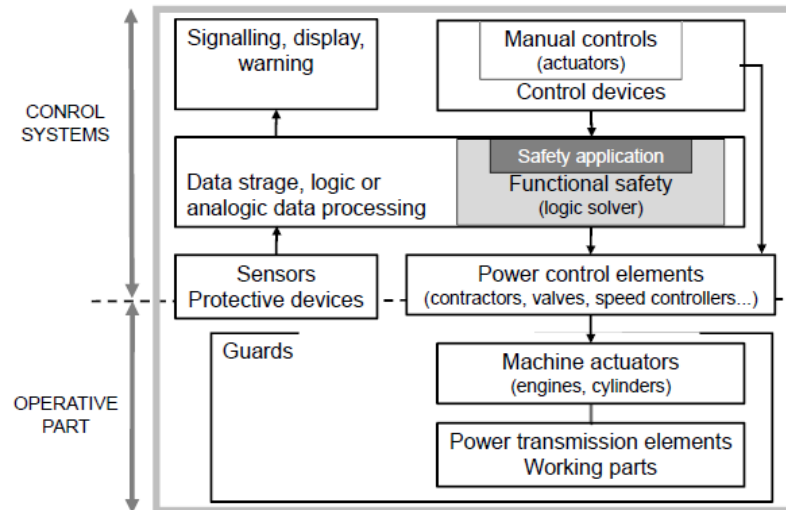 Signalling, display,
warning
Manual controls
(actuators)
Control devices
CONROL
SYSTEMS
Safety application
Data strage, logic or
analogic data processing
Functional safety
(logic solver)
Sensors
Protective devices
Power control elements
(contractors, valves, speed controllers...)
Guards
Machine actuators
(engines, cylinders)
OPERATIVE
PART
Power transmission elements
Working parts